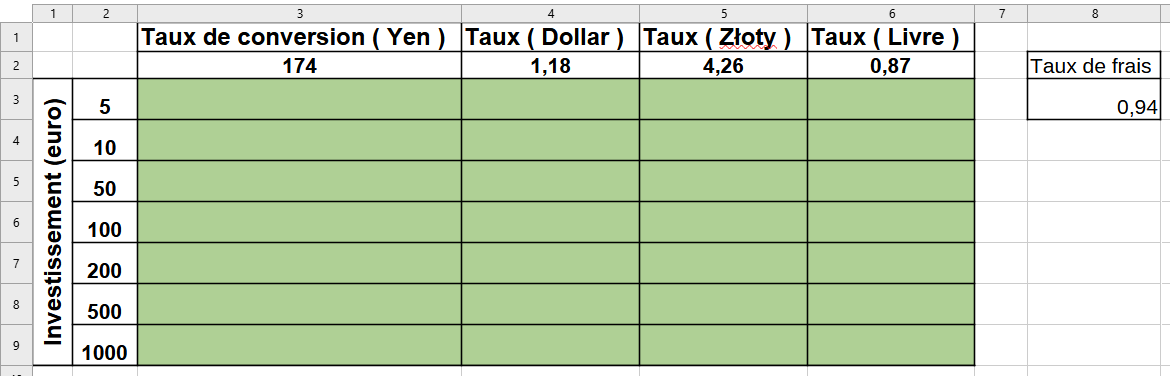 1 2 3 4 5 6 7 8
1 Taux de conversion ( Yen ) Taux ( Dollar ) Taux ( Złoty ) Taux ( Livre )
2 174 1,18 4,26 0,87 Taux de frais
Investissement (euro)
3 5 0,94
4 10
5 50
6 100
7 200
8 500
9 1000